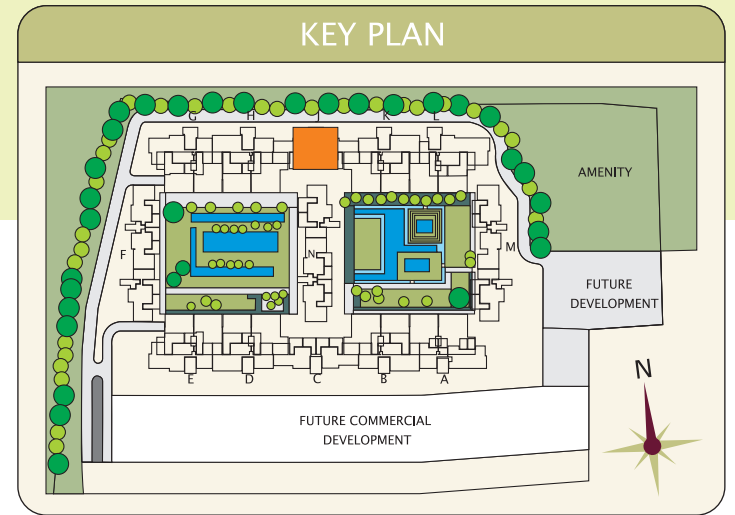 KEY PLAN
G H J K L
AMENITY
F N M
FUTURE
DEVELOPMENT
E D C B A
N
FUTURE COMMERCIAL
DEVELOPMENT